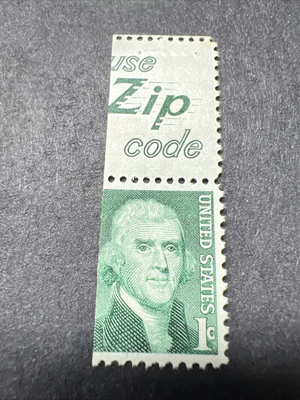 use
Zip
code
UNITED STATES
1c